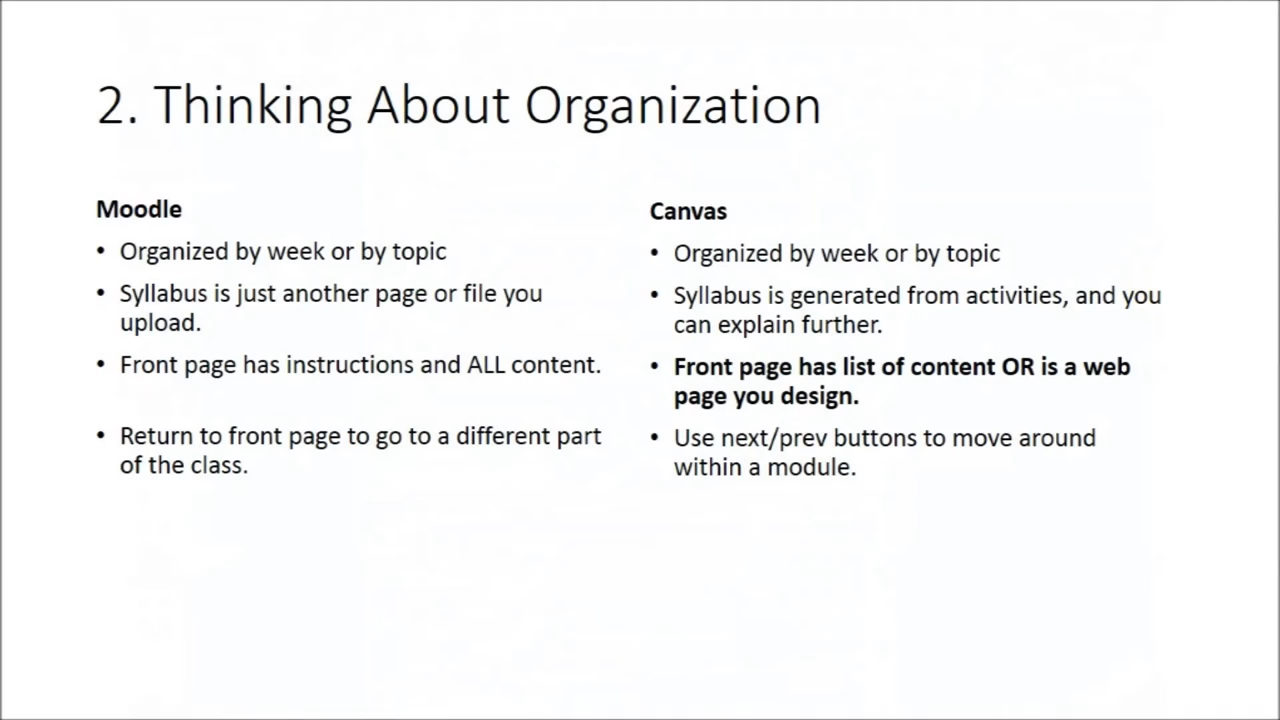 2. Thinking About Organization
Moodle
• Organized by week or by topic
• Syllabus is just another page or file you
upload.
• Front page has instructions and ALL content.
• Return to front page to go to a different part
of the class.
Canvas
• Organized by week or by topic
• Syllabus is generated from activities, and you
can explain further.
• Front page has list of content OR is a web
page you design.
• Use next/prev buttons to move around
within a module.